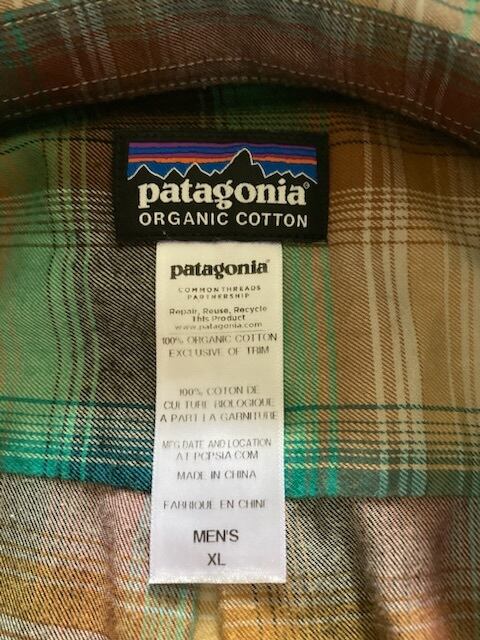 patagonia®
ORGANIC COTTON
patagonia®
COMMON THREADS
PARTNERSHIP
Repair, Reuse, Recycle
This Product
www.patagonia.com
100% ORGANIC COTTON
EXCLUSIVE OF TRIM
100% COTON DE
CULTURE BIOLOGIQUE
A PART LA GARNITURE
MFG DATE AND LOCATION
AT PCPSIA.COM
MADE IN CHINA
FABRIQUE EN CHINE
MEN'S
XL